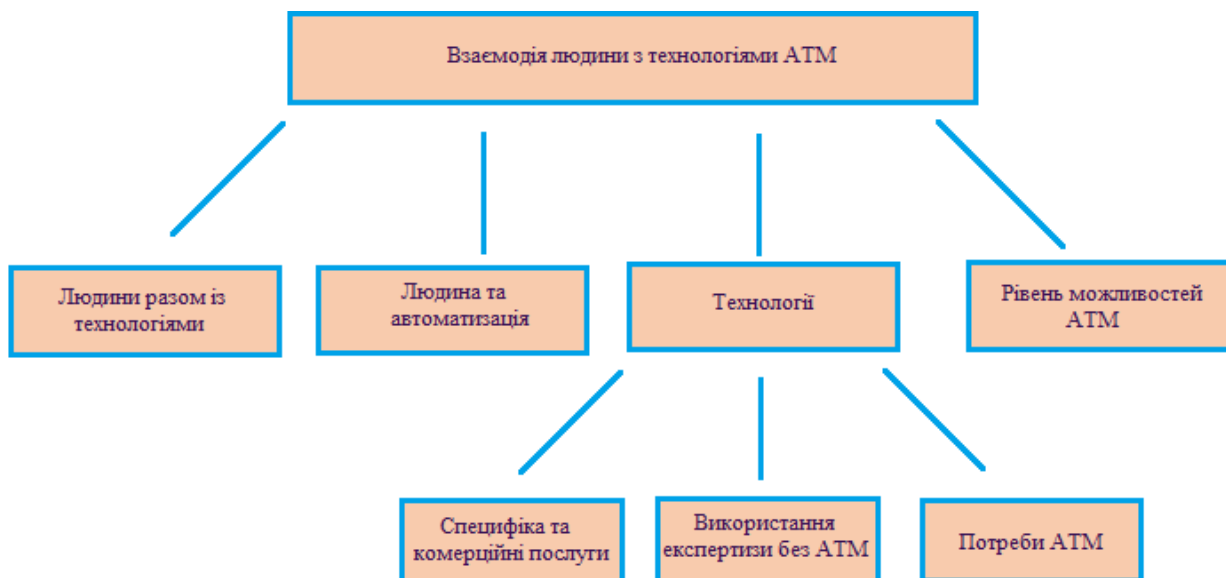 Взаємодія людини з технологіями АТМ
Людини разом із
технологіями
Людина та
автоматизація
Технології
Рівень можливостей
АТМ
Специфіка та
комерційні послуги
Використання
експертизи без АТМ
Потреби АТМ